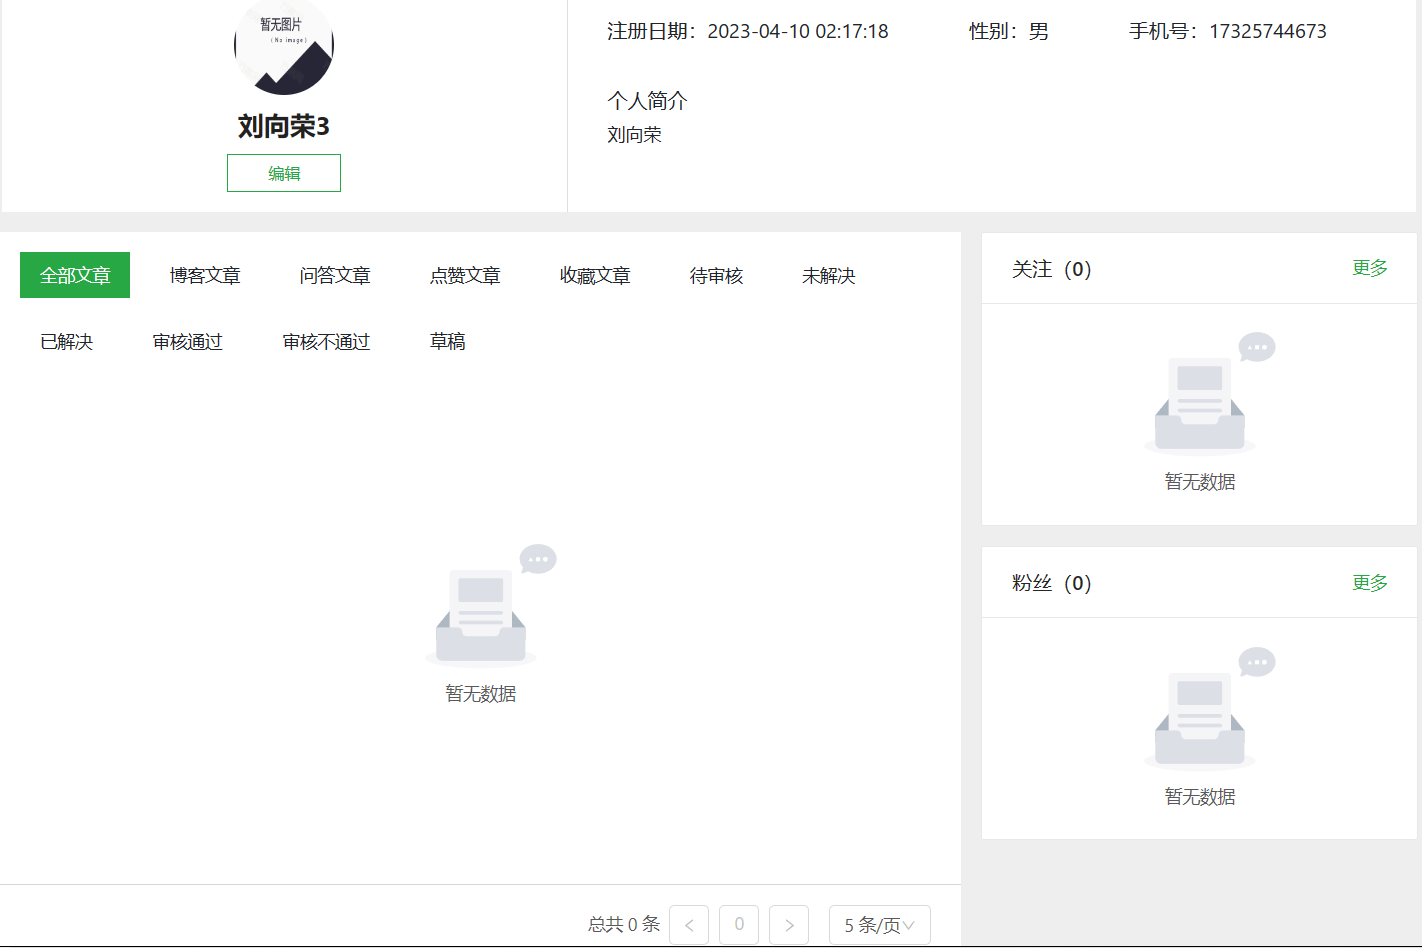 暂无图片
(No image)
刘向荣3
编辑
注册日期：2023-04-10 02:17:18 性别：男 手机号：17325744673
个人简介
刘向荣
全部文章 博客文章 问答文章 点赞文章 收藏文章 待审核 未解决
已解决 审核通过 审核不通过 草稿
暂无数据
总共 0 条 < 0 > 5 条/页
关注（0） 更多
暂无数据
粉丝（0） 更多
暂无数据